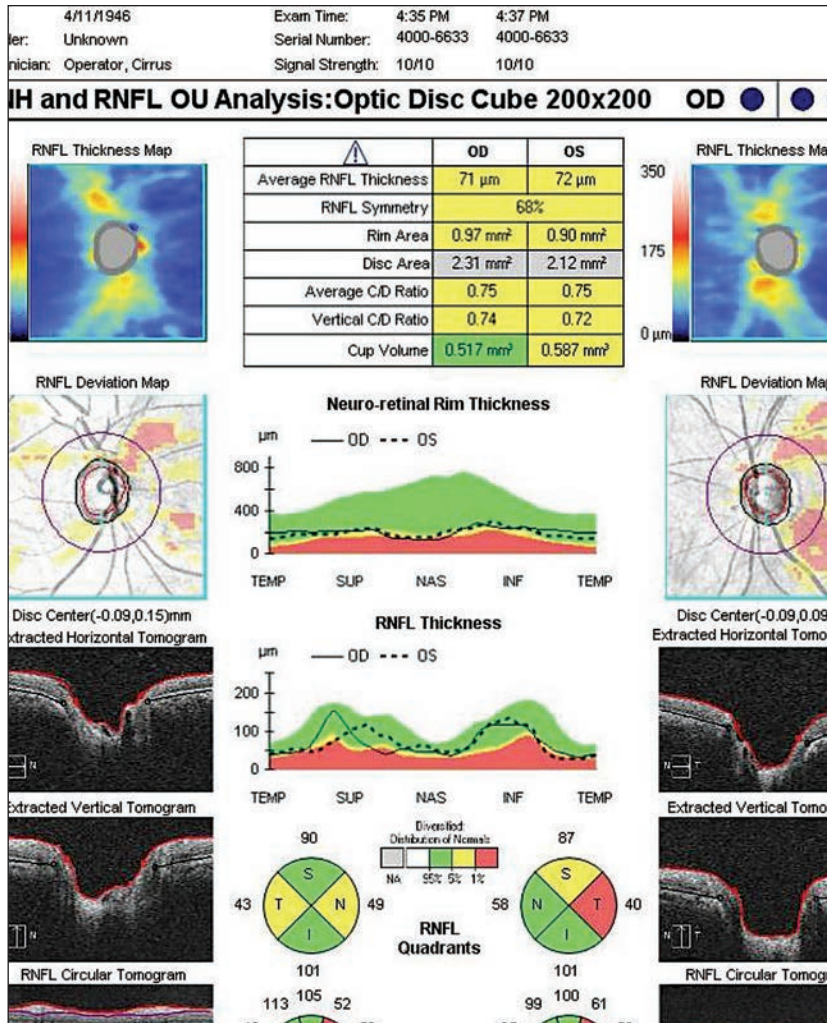 4/11/1946 Exam Time: 4:35 PM 4:37 PM
er: Unknown Serial Number: 4000-6633 4000-6633
nician: Operator, Cirrus Signal Strength: 10/10 10/10
NH and RNFL OU Analysis:Optic Disc Cube 200x200 OD
RNFL Thickness Map
OD OS
Average RNFL Thickness 71 µm 72 µm
RNFL Symmetry 68%
Rim Area 0.97 mm² 0.90 mm²
Disc Area 2.31 mm² 2.12 mm²
Average C/D Ratio 0.75 0.75
Vertical C/D Ratio 0.74 0.72
Cup Volume 0.517 mm³ 0.587 mm³
RNFL Thickness Ma
350
175
0 µm
RNFL Deviation Map
Neuro-retinal Rim Thickness
RNFL Deviation Ma
µm OD OS
800
400
0
TEMP SUP NAS INF TEMP
Disc Center(-0.09,0.15)mm
Extracted Horizontal Tomogram
RNFL Thickness
Disc Center(-0.09,0.09
Extracted Horizontal Tomo
µm OD OS
200
100
0
TEMP SUP NAS INF TEMP
N
N T
Extracted Vertical Tomogram
Extracted Vertical Tomo
Diversified:
Distribution of Normals
NA 95% 5% 1%
90
S
43 T N 49
I
101
RNFL
Quadrants
87
S
58 N T 40
I
101
N
T
RNFL Circular Tomogram
RNFL Circular Tomogr
113 105 52
99 100 61